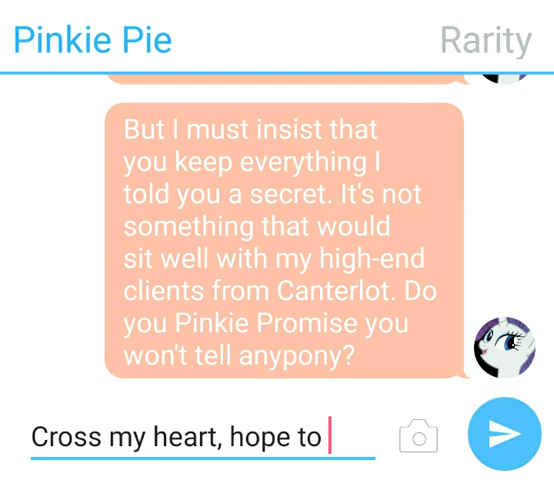 Pinkie Pie Rarity
But I must insist that
you keep everything I
told you a secret. It's not
something that would
sit well with my high-end
clients from Canterlot. Do
you Pinkie Promise you
won't tell anypony?
Cross my heart, hope to